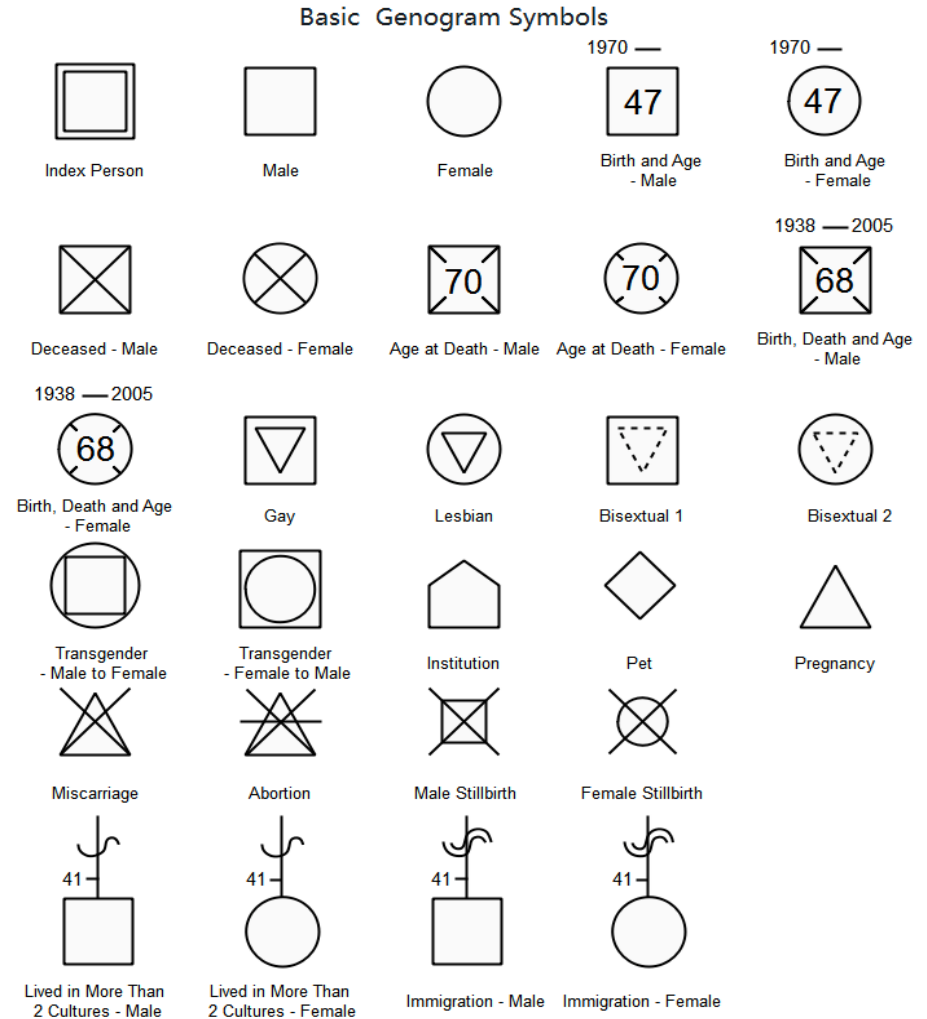 Basic Genogram Symbols
1970 —
1970 —
47
47
Index Person
Male
Female
Birth and Age
- Male
Birth and Age
- Female
1938 — 2005
70
70
68
Deceased - Male
Deceased - Female
Age at Death - Male
Age at Death - Female
Birth, Death and Age
- Male
1938 — 2005
68
Birth, Death and Age
- Female
Gay
Lesbian
Bisextual 1
Bisextual 2
Transgender
- Male to Female
Transgender
- Female to Male
Institution
Pet
Pregnancy
Miscarriage
Abortion
Male Stillbirth
Female Stillbirth
41
41
41
41
Lived in More Than
2 Cultures - Male
Lived in More Than
2 Cultures - Female
Immigration - Male
Immigration - Female